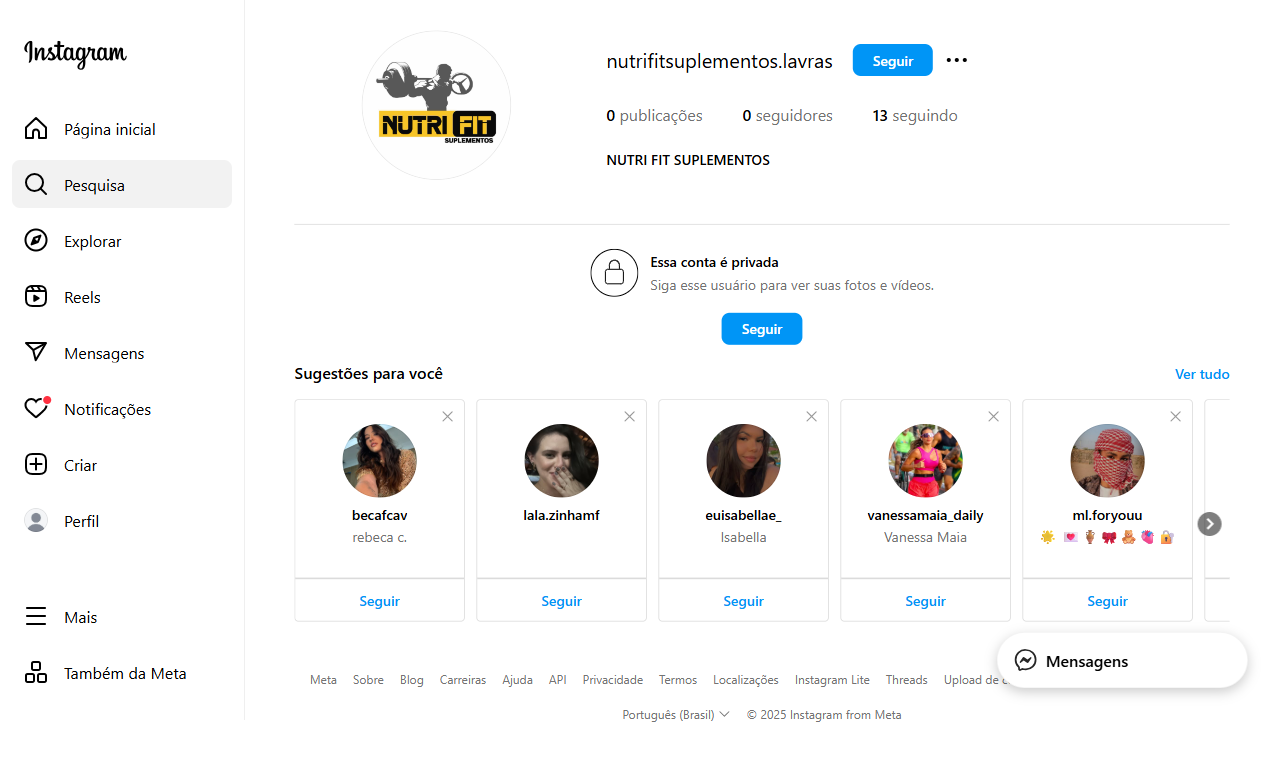 Instagram
Página inicial
Pesquisa
Explorar
Reels
Mensagens
Notificações
Criar
Perfil
Mais
Também da Meta
NUTRI FIT
SUPLEMENTOS
nutrifitsuplementos.lavras
Seguir
0 publicações 0 seguidores 13 seguindo
NUTRI FIT SUPLEMENTOS
Essa conta é privada
Siga esse usuário para ver suas fotos e vídeos.
Seguir
Sugestões para você
Ver tudo
becafcav
rebeca c.
Seguir
lala.zinhamf
Seguir
euisabellae_
Isabella
Seguir
vanessamaia_daily
Vanessa Maia
Seguir
ml.foryouu
Seguir
Mensagens
Meta Sobre Blog Carreiras Ajuda API Privacidade Termos Localizações Instagram Lite Threads Upload de
Português (Brasil) © 2025 Instagram from Meta